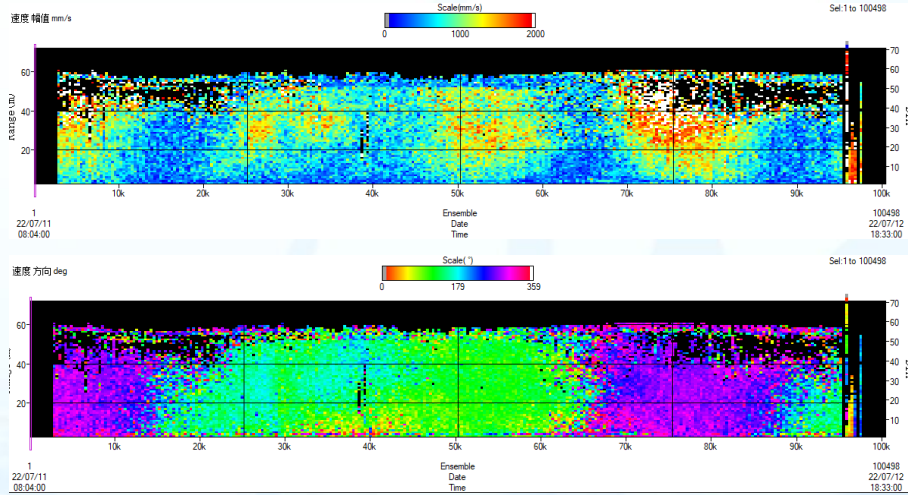 速度 幅值 mm/s
Scale(mm/s)
Sel:1 to 100498
0 1000 2000
60 40 20
70 60 50 40 30 20 10
10k 20k 30k 40k 50k 60k 70k 80k 90k 100k
1 Ensemble 100498
22/07/11 Date 22/07/12
08:04:00 Time 18:33:00
速度 方向 deg
Scale( °)
Sel:1 to 100498
0 179 359
60 40 20
70 60 50 40 30 20 10
10k 20k 30k 40k 50k 60k 70k 80k 90k 100k
1 Ensemble 100498
22/07/11 Date 22/07/12
08:04:00 Time 18:33:00